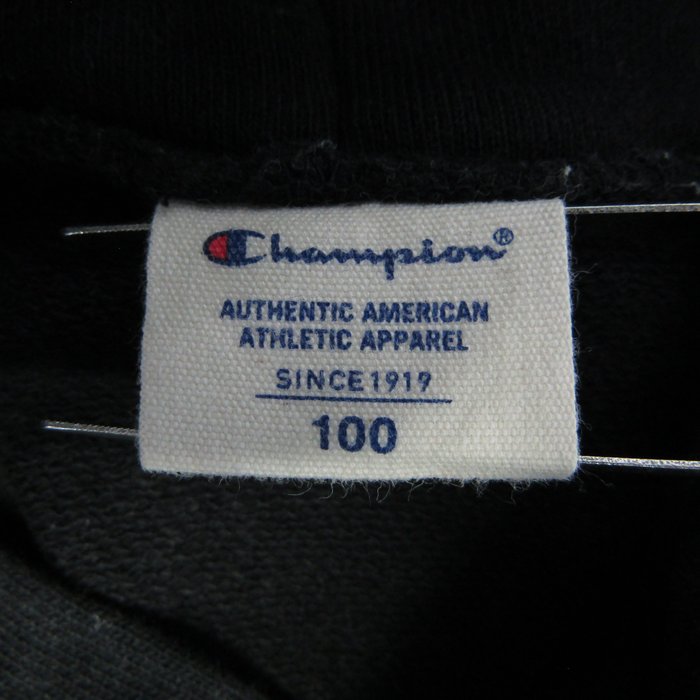 Champion®
AUTHENTIC AMERICAN
ATHLETIC APPAREL
SINCE 1919
100